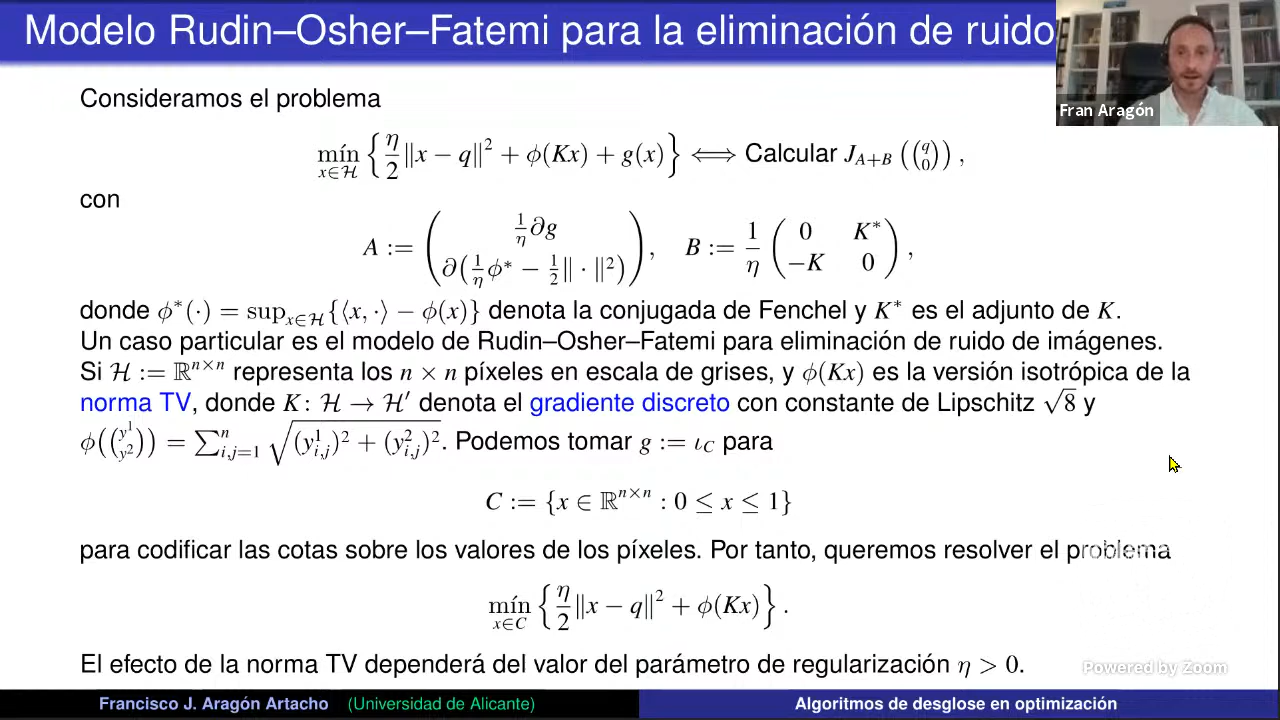 Modelo Rudin–Osher–Fatemi para la eliminación de ruido
Fran Aragón
Consideramos el problema
mín_{x∈ℋ} { η/2 ‖x − q‖² + ϕ(Kx) + g(x) } ⟺ Calcular J_{A+B} ( (q 0) ) ,
con
A := ( 1/η ∂g ; ∂( 1/η ϕ* − 1/2 ‖ · ‖² ) ) , B := 1/η ( 0 K* ; −K 0 ) ,
donde ϕ*(·) = sup_{x∈ℋ}{⟨x, ·⟩ − ϕ(x)} denota la conjugada de Fenchel y K* es el adjunto de K.
Un caso particular es el modelo de Rudin–Osher–Fatemi para eliminación de ruido de imágenes.
Si ℋ := ℝ^{n×n} representa los n × n píxeles en escala de grises, y ϕ(Kx) es la versión isotrópica de la
norma TV, donde K: ℋ → ℋ′ denota el gradiente discreto con constante de Lipschitz √8 y
ϕ( (y¹ y²) ) = ∑_{i,j=1}^{n} √( (y¹_{i,j})² + (y²_{i,j})² ). Podemos tomar g := ι_C para
C := {x ∈ ℝ^{n×n} : 0 ≤ x ≤ 1}
para codificar las cotas sobre los valores de los píxeles. Por tanto, queremos resolver el problema
mín_{x∈C} { η/2 ‖x − q‖² + ϕ(Kx) } .
El efecto de la norma TV dependerá del valor del parámetro de regularización η > 0.
Powered by Zoom
Francisco J. Aragón Artacho (Universidad de Alicante)
Algoritmos de desglose en optimización